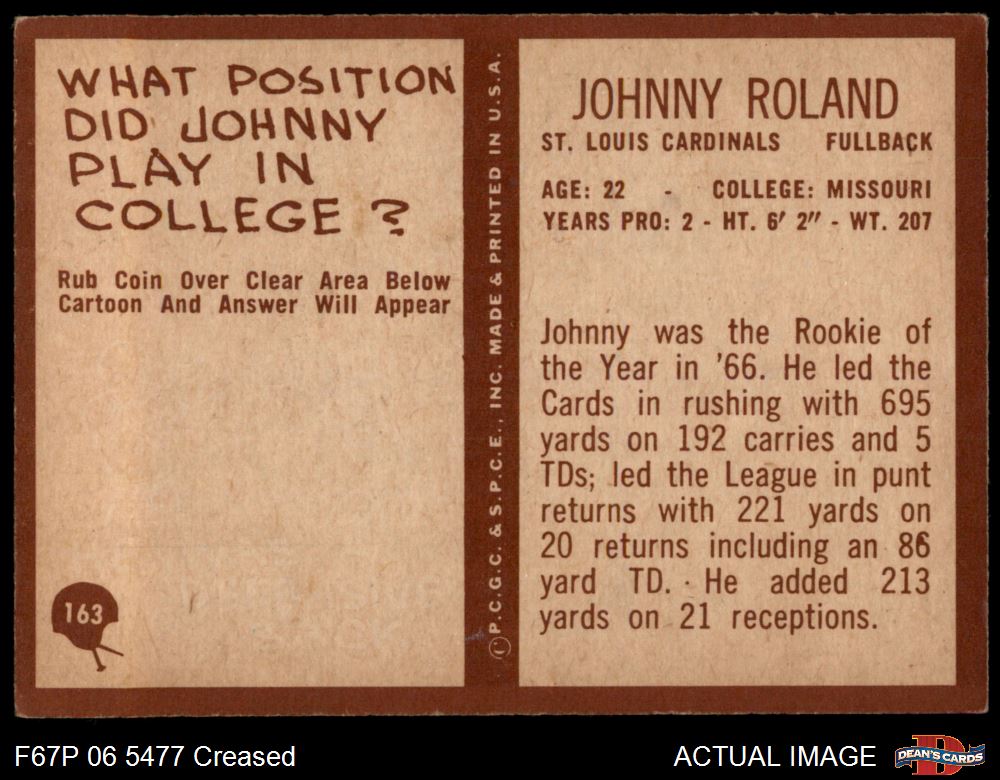 WHAT POSITION
DID JOHNNY
PLAY IN
COLLEGE ?
Rub Coin Over Clear Area Below
Cartoon And Answer Will Appear
163
©P.C.G.C. & S.P.C.E., INC. MADE & PRINTED IN U.S.A.
JOHNNY ROLAND
ST. LOUIS CARDINALS FULLBACK
AGE: 22 - COLLEGE: MISSOURI
YEARS PRO: 2 - HT. 6′ 2″ - WT. 207
Johnny was the Rookie of
the Year in ’66. He led the
Cards in rushing with 695
yards on 192 carries and 5
TDs; led the League in punt
returns with 221 yards on
20 returns including an 86
yard TD. He added 213
yards on 21 receptions.
F67P 06 5477 Creased
ACTUAL IMAGE
DEAN'S CARDS